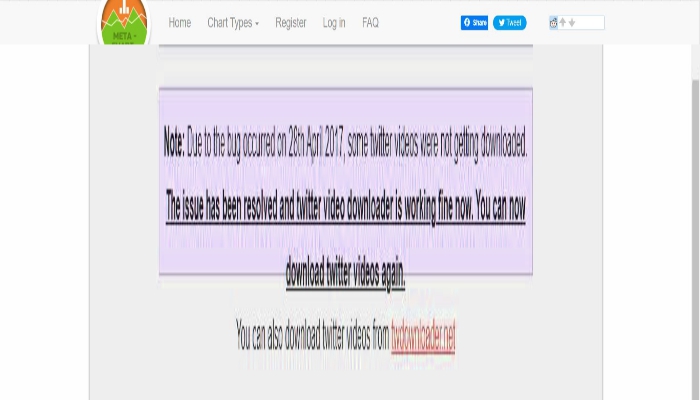 META -
Home Chart Types Register Log in FAQ Share Tweet
Note: Due to the bug occurred on 28th April 2017, some twitter videos were not getting downloaded.
The issue has been resolved and twitter video downloader is working fine now. You can now
download twitter videos again.
You can also download twitter videos from twdownloader.net